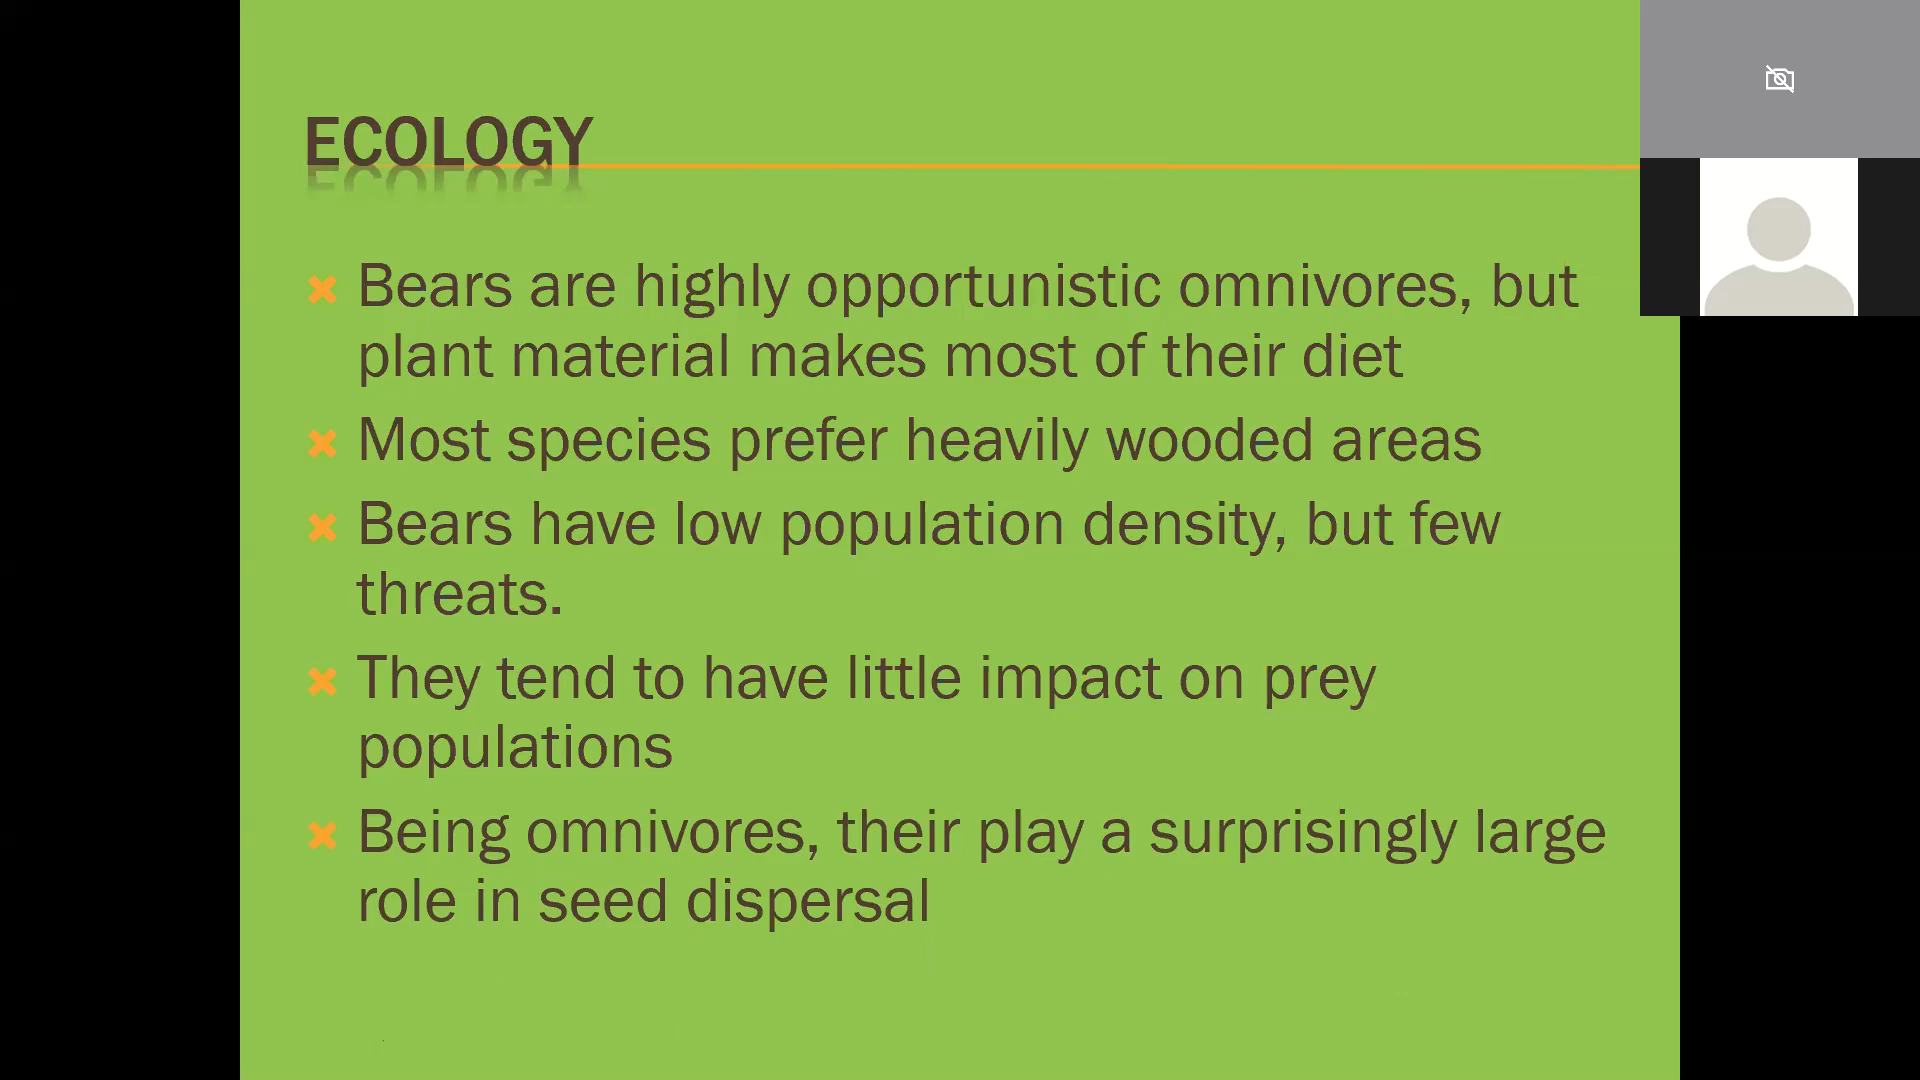 ECOLOGY
Bears are highly opportunistic omnivores, but
plant material makes most of their diet
Most species prefer heavily wooded areas
Bears have low population density, but few
threats.
They tend to have little impact on prey
populations
Being omnivores, their play a surprisingly large
role in seed dispersal